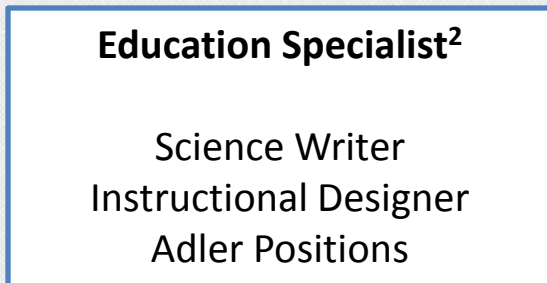 Education Specialist²
Science Writer
Instructional Designer
Adler Positions